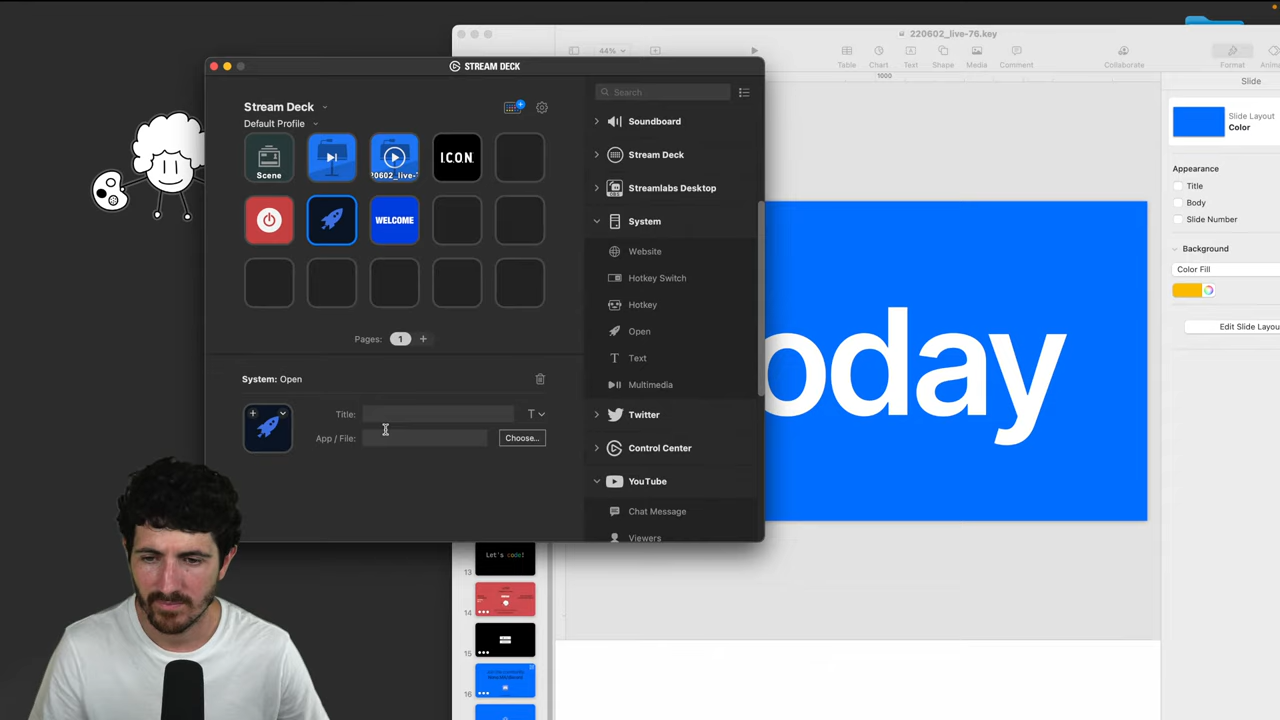 220602_live-76.key
44%
Table
Chart
Text
Shape
Media
Comment
Collaborate
Format
1000
STREAM DECK
Stream Deck
Default Profile
Scene
I.C.O.N.
WELCOME
Pages: 1 +
System: Open
Title:
App / File:
Choose...
Search
Soundboard
Stream Deck
Streamlabs Desktop
System
Website
Hotkey Switch
Hotkey
Open
Text
Multimedia
Twitter
Control Center
YouTube
Chat Message
Viewers
oday
Slide
Slide Layout
Color
Appearance
Title
Body
Slide Number
Background
Color Fill
Edit Slide Layou
Let's code!
13
14
15
16